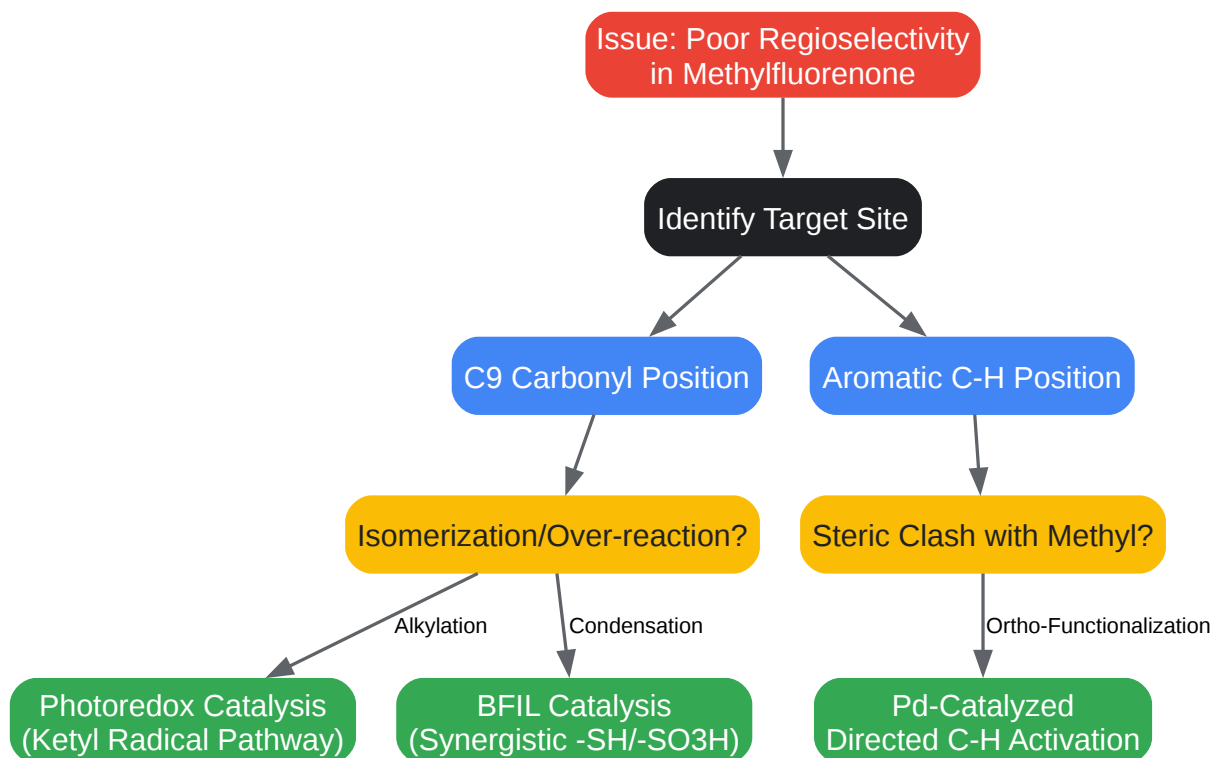 Issue: Poor Regioselectivity
in Methylfluorenone
Identify Target Site
C9 Carbonyl Position
Aromatic C-H Position
Isomerization/Over-reaction?
Steric Clash with Methyl?
Alkylation
Condensation
Ortho-Functionalization
Photoredox Catalysis
(Ketyl Radical Pathway)
BFIL Catalysis
(Synergistic -SH/-SO3H)
Pd-Catalyzed
Directed C-H Activation